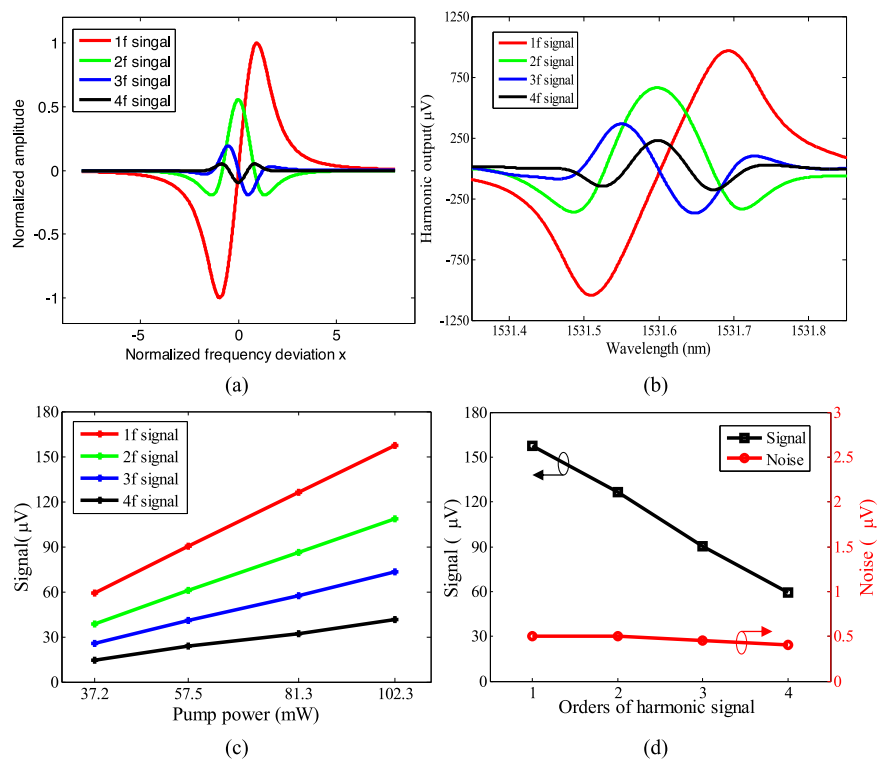 1f singal
2f singal
3f singal
4f singal
1
0.5
0
-0.5
-1
Normalized amplitude
-5 0 5
Normalized frequency deviation x
(a)
1f signal
2f signal
3f signal
4f signal
1250
750
250
-250
-750
-1250
Harmonic output( μV)
1531.4 1531.5 1531.6 1531.7 1531.8
Wavelength (nm)
(b)
1f signal
2f signal
3f signal
4f signal
180
150
120
90
60
30
0
Signal( μV)
37.2 57.5 81.3 102.3
Pump power (mW)
(c)
Signal
Noise
180
150
120
90
60
30
0
Signal ( μV)
3
2.5
2
1.5
1
0.5
0
Noise ( μV)
1 2 3 4
Orders of harmonic signal
(d)